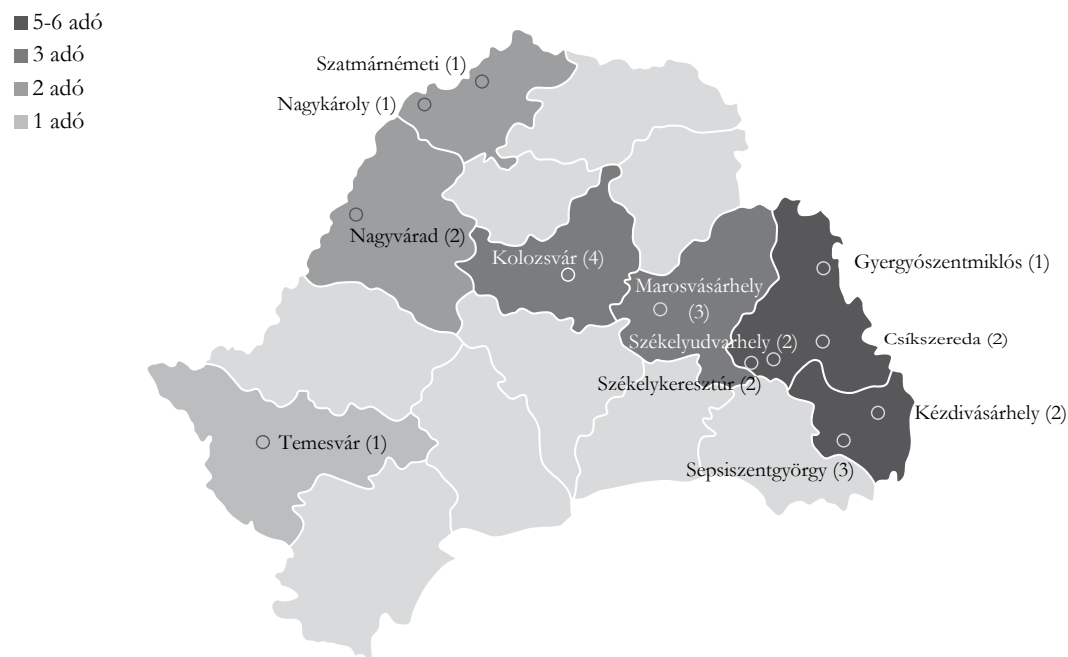 5-6 adó
3 adó
2 adó
1 adó
Szatmárnémeti (1)
Nagykároly (1)
Nagyvárad (2)
Kolozsvár (4)
Gyergyószentmiklós (1)
Marosvásárhely
(3)
Székelyudvarhely (2)
Csíkszereda (2)
Székelykeresztúr (2)
Kézdivásárhely (2)
Temesvár (1)
Sepsiszentgyörgy (3)